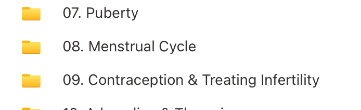 07. Puberty
08. Menstrual Cycle
09. Contraception & Treating Infertility